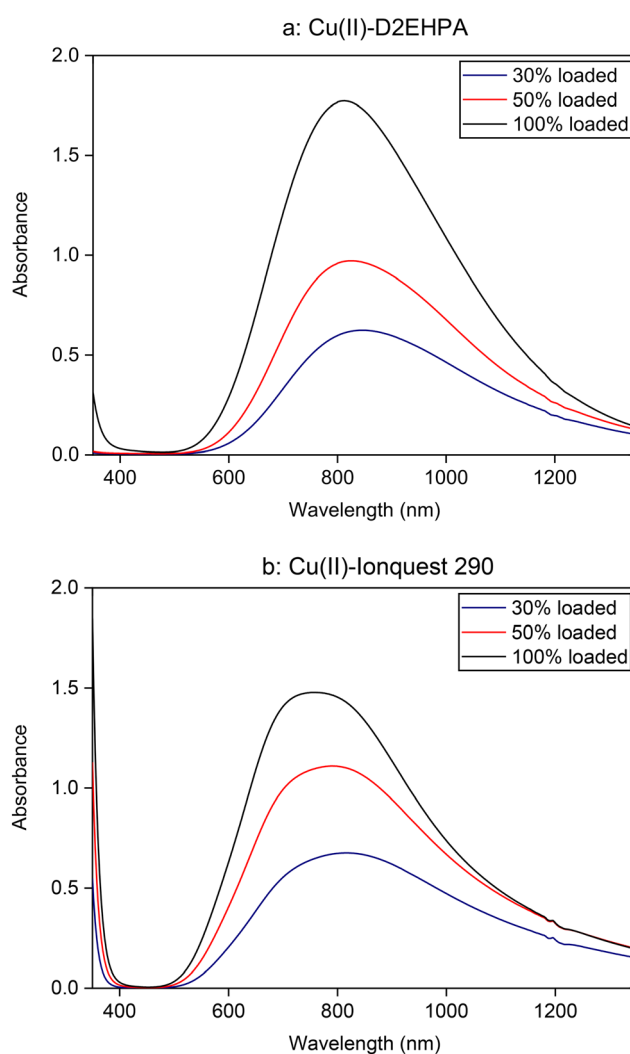 a: Cu(II)-D2EHPA
2.0
1.5
1.0
0.5
0.0
Absorbance
30% loaded
50% loaded
100% loaded
400 600 800 1000 1200
Wavelength (nm)
b: Cu(II)-Ionquest 290
2.0
1.5
1.0
0.5
0.0
Absorbance
30% loaded
50% loaded
100% loaded
400 600 800 1000 1200
Wavelength (nm)